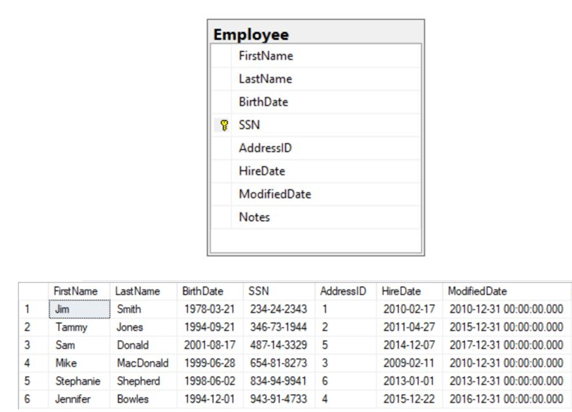 Employee
FirstName
LastName
BirthDate
SSN
AddressID
HireDate
ModifiedDate
Notes
FirstName LastName BirthDate SSN AddressID HireDate ModifiedDate
1 Jim Smith 1978-03-21 234-24-2343 1 2010-02-17 2010-12-31 00:00:00.000
2 Tammy Jones 1994-09-21 346-73-1944 2 2011-04-27 2015-12-31 00:00:00.000
3 Sam Donald 2001-08-17 487-14-3329 5 2014-12-07 2017-12-31 00:00:00.000
4 Mike MacDonald 1999-06-28 654-81-8273 3 2009-02-11 2010-12-31 00:00:00.000
5 Stephanie Shepherd 1998-06-02 834-94-9941 6 2013-01-01 2013-12-31 00:00:00.000
6 Jennifer Bowles 1994-12-01 943-91-4733 4 2015-12-22 2016-12-31 00:00:00.000